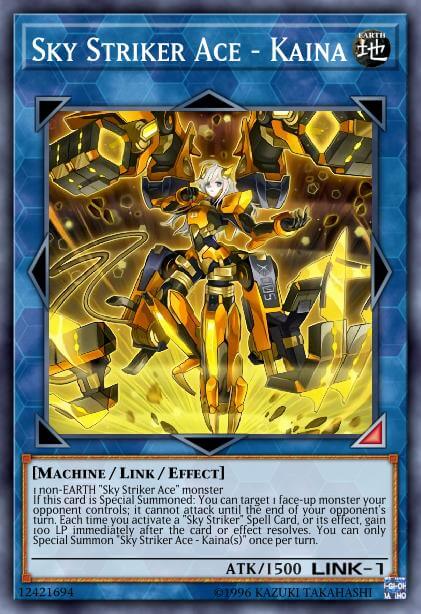 SKY STRIKER ACE - KAINA
EARTH
地
[MACHINE / LINK / EFFECT]
1 non-EARTH "Sky Striker Ace" monster
If this card is Special Summoned: You can target 1 face-up monster your
opponent controls; it cannot attack until the end of your opponent's
turn. Each time you activate a "Sky Striker" Spell Card, or its effect, gain
100 LP immediately after the card or effect resolves. You can only
Special Summon "Sky Striker Ace - Kaina(s)" once per turn.
ATK/1500 LINK-1
12421694 ©1996 KAZUKI TAKAHASHI